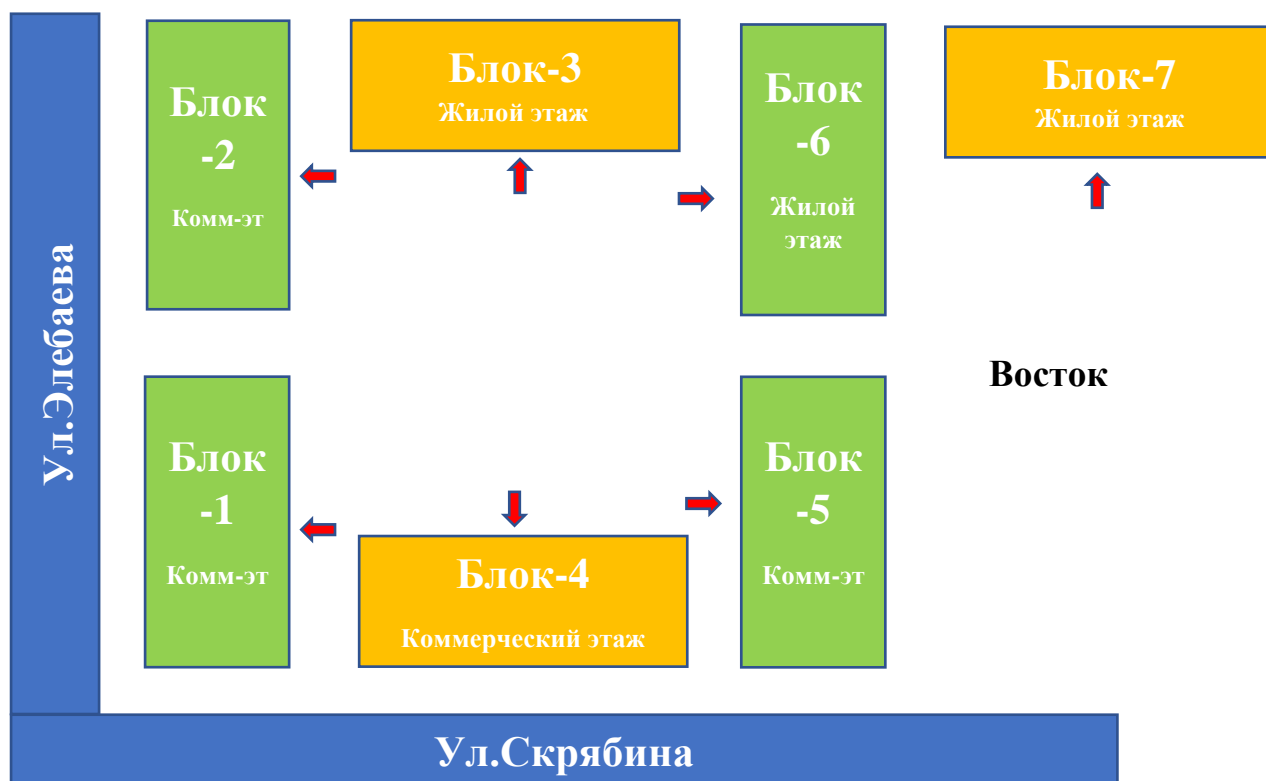 Ул.Элебаева
Блок
-2
Комм-эт
Блок-3
Жилой этаж
Блок
-6
Жилой
этаж
Блок-7
Жилой этаж
Восток
Блок
-1
Комм-эт
Блок-4
Коммерческий этаж
Блок
-5
Комм-эт
Ул.Скрябина